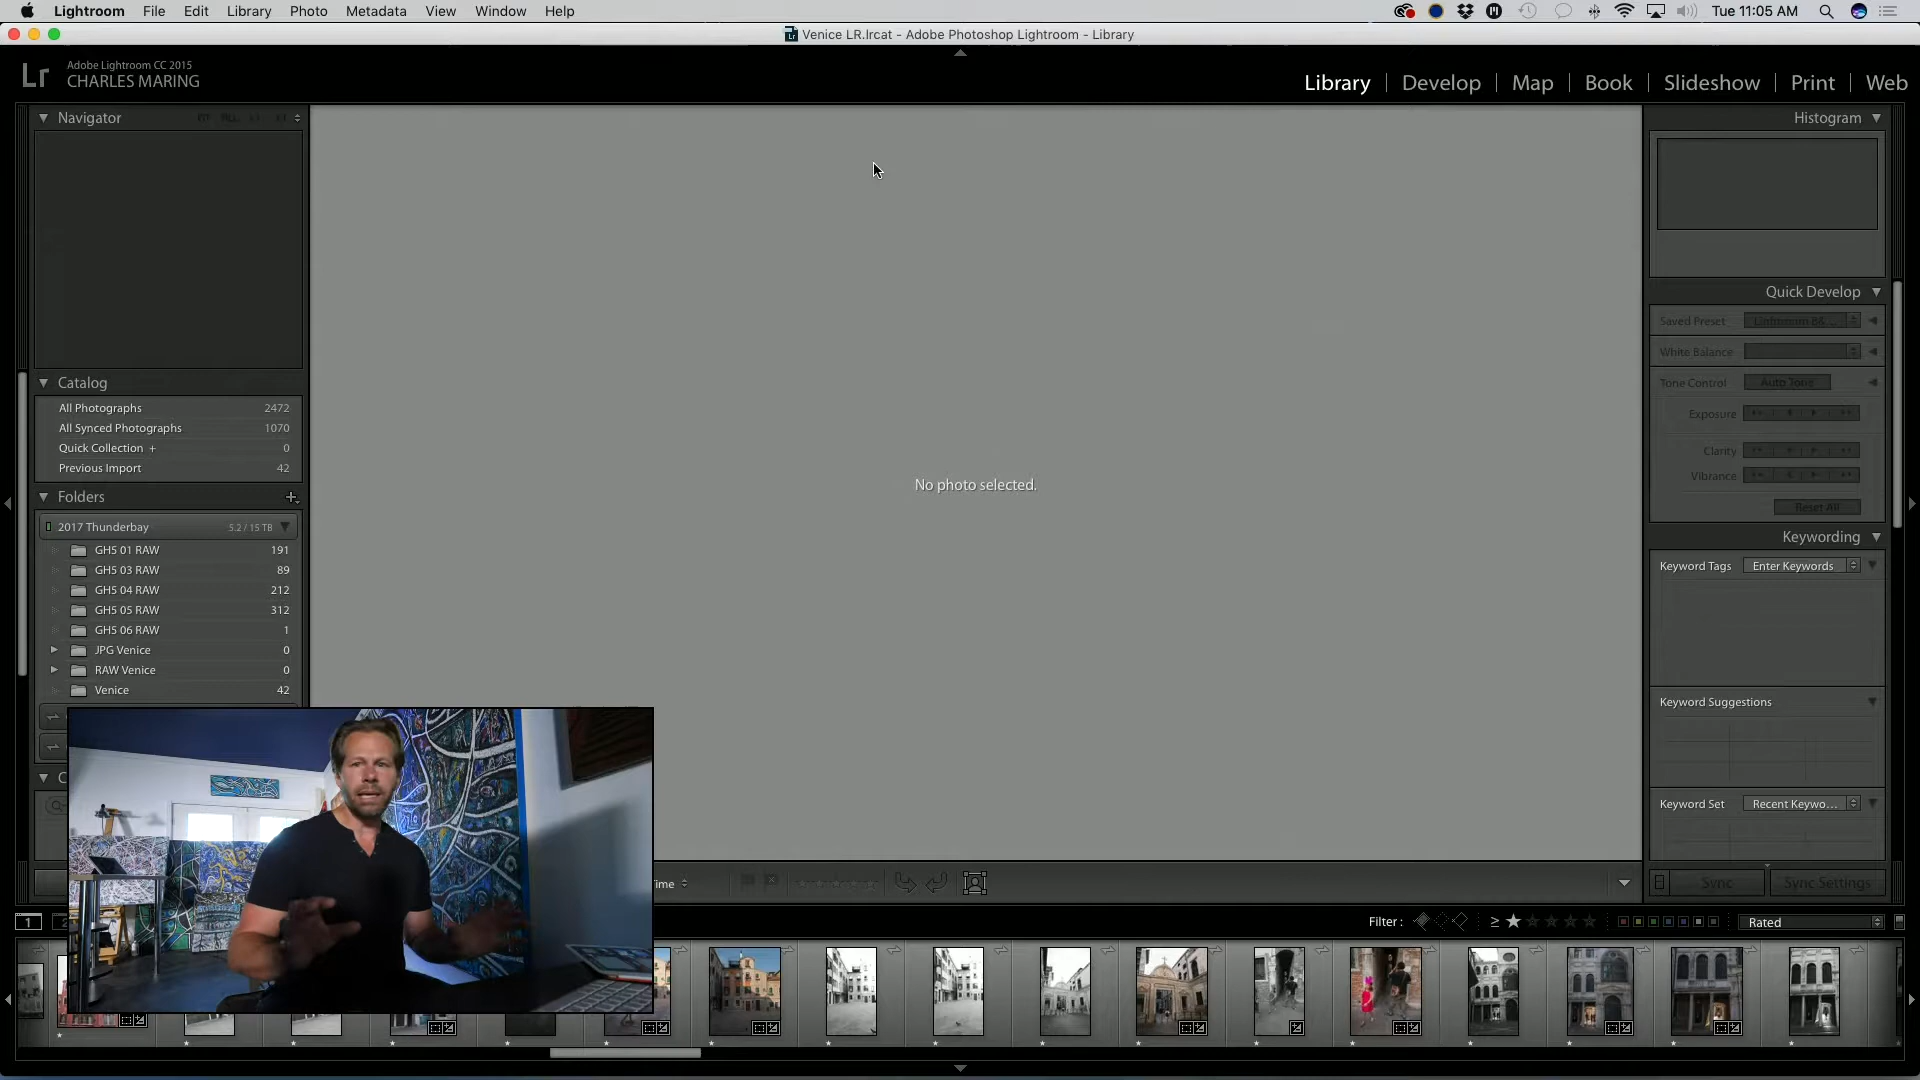 Lightroom File Edit Library Photo Metadata View Window Help Tue 11:05 AM
Venice LR.lrcat - Adobe Photoshop Lightroom - Library
Lr Adobe Lightroom CC 2015
CHARLES MARING
Library | Develop | Map | Book | Slideshow | Print | Web
Navigator
Histogram
Quick Develop
Saved Preset
White Balance
Tone Control Auto Tone
Exposure
Clarity
Vibrance
Reset All
Catalog
All Photographs 2472
All Synced Photographs 1070
Quick Collection + 0
Previous Import 42
Folders
2017 Thunderbay 5.2 / 15 TB
GH5 01 RAW 191
GH5 03 RAW 89
GH5 04 RAW 212
GH5 05 RAW 312
GH5 06 RAW 1
JPG Venice 0
RAW Venice 0
Venice 42
No photo selected.
Keywording
Keyword Tags Enter Keywords
Keyword Suggestions
Keyword Set Recent Keywo...
Sync Sync Settings
1
Filter : ≥ Rated